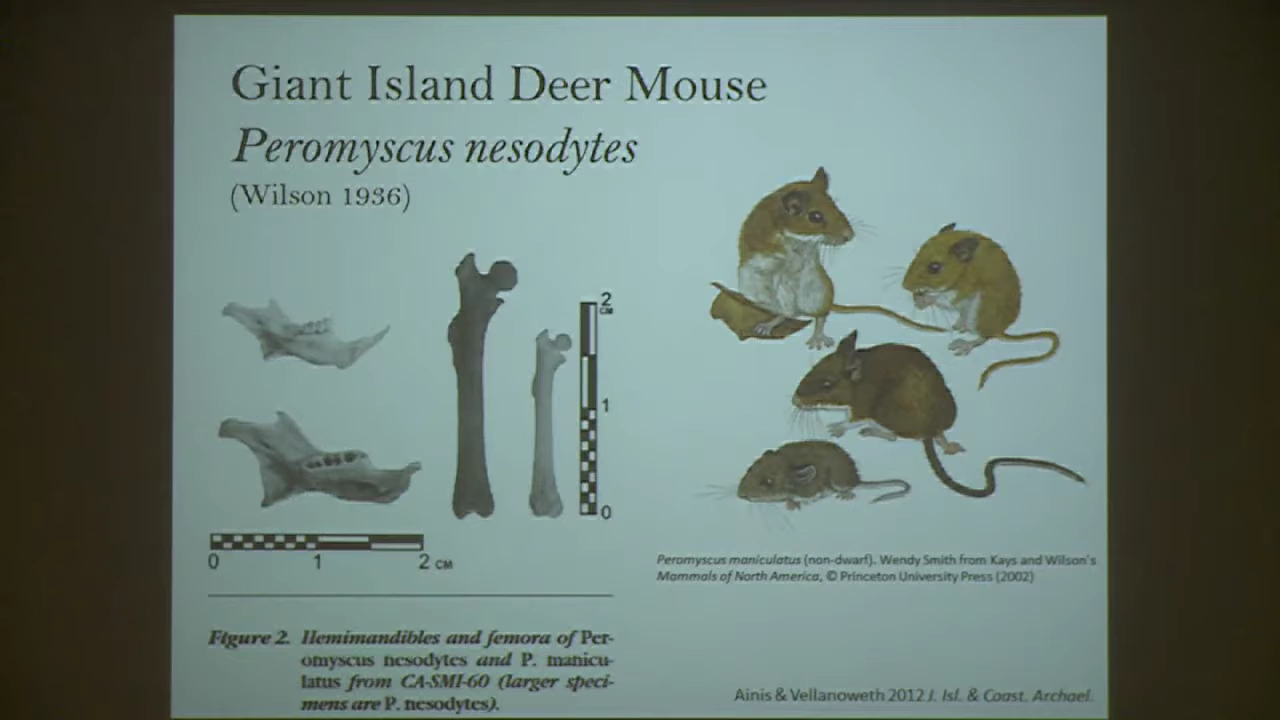 Giant Island Deer Mouse
Peromyscus nesodytes
(Wilson 1936)
2
CM
1
0
0 1 2 CM
Figure 2. Hemimandibles and femora of Per-
omyscus nesodytes and P. manicu-
latus from CA-SMI-60 (larger speci-
mens are P. nesodytes).
Peromyscus maniculatus (non-dwarf). Wendy Smith from Kays and Wilson's
Mammals of North America, © Princeton University Press (2002)
Ainis & Vellanoweth 2012 J. Isl. & Coast. Archael.